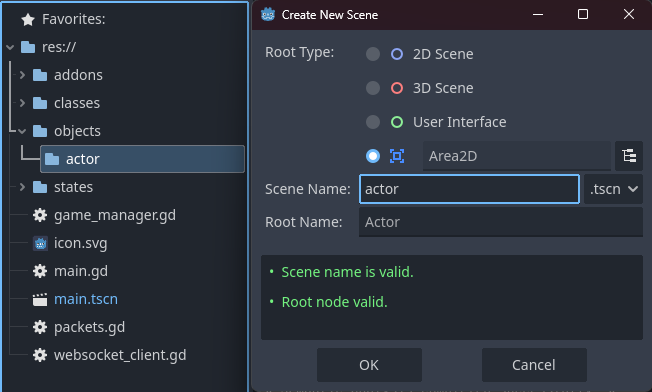 Favorites:
res://
addons
classes
objects
actor
states
game_manager.gd
icon.svg
main.gd
main.tscn
packets.gd
websocket_client.gd
Create New Scene
Root Type:
2D Scene
3D Scene
User Interface
Area2D
Scene Name: actor .tscn
Root Name: Actor
• Scene name is valid.
• Root node valid.
OK Cancel